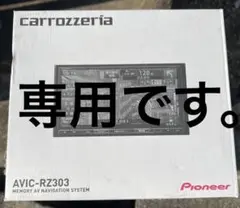 carrozzeria
専用です。
AVIC-RZ303
MEMORY AV NAVIGATION SYSTEM
Pioneer